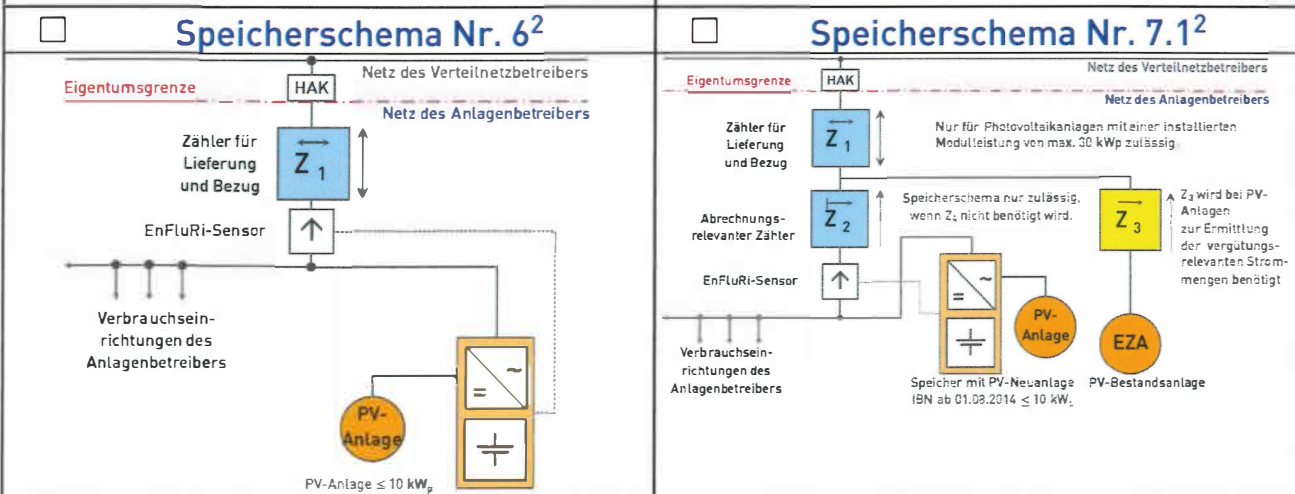 Speicherschema Nr. 6²
Netz des Verteilnetzbetreibers
HAK
Eigentumsgrenze
Netz des Anlagenbetreibers
Zähler für
Lieferung
und Bezug
Z 1
EnFluRi-Sensor
Verbrauchsein-
richtungen des
Anlagenbetreibers
~
=
PV-
Anlage
PV-Anlage ≤ 10 kWp
Speicherschema Nr. 7.1²
Netz des Verteilnetzbetreibers
HAK
Eigentumsgrenze
Netz des Anlagenbetreibers
Zähler für
Lieferung
und Bezug
Z 1
Nur für Photovoltaikanlagen mit einer installierten
Modulleistung von max. 30 kWp zulässig
Abrechnungs-
relevanter Zähler
Z 2
Speicherschema nur zulässig,
wenn Z3 nicht benötigt wird.
Z 3
Z3 wird bei PV-
Anlagen
zur Ermittlung
der vergütungs-
relevanten Strom-
mengen benötigt
EnFluRi-Sensor
~
=
PV-
Anlage
EZA
Verbrauchsein-
richtungen des
Anlagenbetreibers
Speicher mit PV-Neuanlage
IBN ab 01.08.2014 ≤ 10 kWp
PV-Bestandsanlage